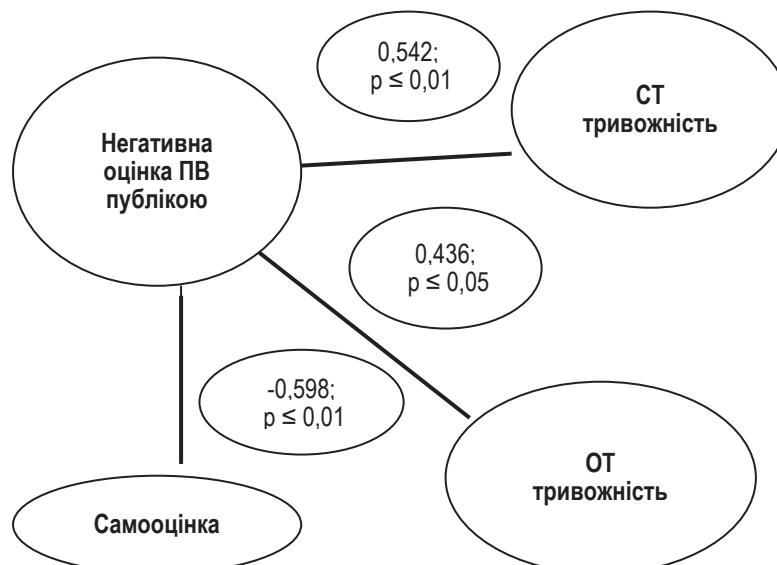 0,542;
p ≤ 0,01
СТ
тривожність
Негативна
оцінка ПВ
публікою
0,436;
p ≤ 0,05
-0,598;
p ≤ 0,01
ОТ
тривожність
Самооцінка